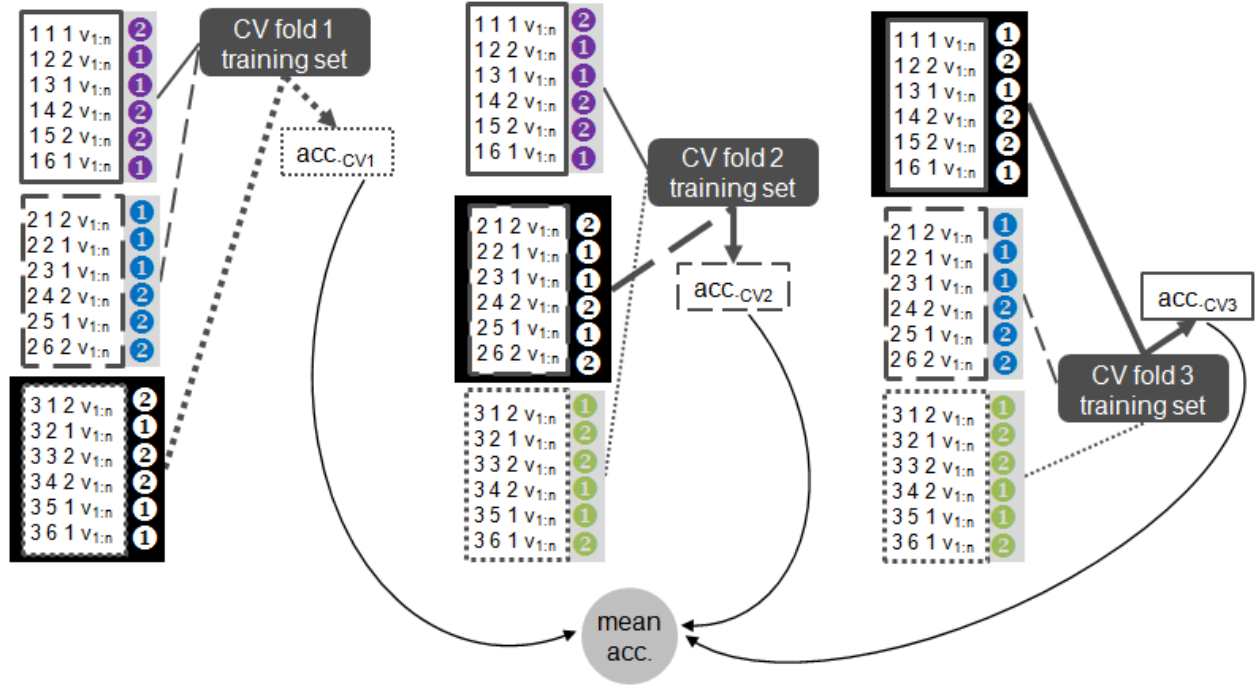 1 1 1 v1:n 2
1 2 2 v1:n 1
1 3 1 v1:n 1
1 4 2 v1:n 2
1 5 2 v1:n 2
1 6 1 v1:n 1
CV fold 1
training set
acc.CV1
2 1 2 v1:n 1
2 2 1 v1:n 1
2 3 1 v1:n 1
2 4 2 v1:n 2
2 5 1 v1:n 2
2 6 2 v1:n 2
3 1 2 v1:n 2
3 2 1 v1:n 1
3 3 2 v1:n 2
3 4 2 v1:n 2
3 5 1 v1:n 1
3 6 1 v1:n 1
1 1 1 v1:n 2
1 2 2 v1:n 1
1 3 1 v1:n 1
1 4 2 v1:n 2
1 5 2 v1:n 2
1 6 1 v1:n 1
CV fold 2
training set
acc.CV2
2 1 2 v1:n 2
2 2 1 v1:n 1
2 3 1 v1:n 1
2 4 2 v1:n 2
2 5 1 v1:n 1
2 6 2 v1:n 2
3 1 2 v1:n 1
3 2 1 v1:n 2
3 3 2 v1:n 2
3 4 2 v1:n 1
3 5 1 v1:n 1
3 6 1 v1:n 2
1 1 1 v1:n 1
1 2 2 v1:n 2
1 3 1 v1:n 1
1 4 2 v1:n 2
1 5 2 v1:n 2
1 6 1 v1:n 1
2 1 2 v1:n 1
2 2 1 v1:n 1
2 3 1 v1:n 1
2 4 2 v1:n 2
2 5 1 v1:n 2
2 6 2 v1:n 2
acc.CV3
CV fold 3
training set
3 1 2 v1:n 1
3 2 1 v1:n 2
3 3 2 v1:n 2
3 4 2 v1:n 1
3 5 1 v1:n 1
3 6 1 v1:n 2
mean
acc.